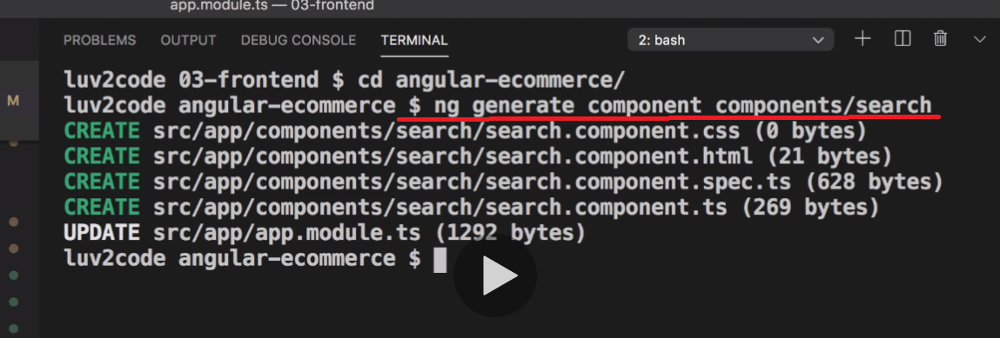 app.module.ts — 03-frontend
PROBLEMS OUTPUT DEBUG CONSOLE TERMINAL 2: bash
luv2code 03-frontend $ cd angular-ecommerce/
M
luv2code angular-ecommerce $ ng generate component components/search
CREATE src/app/components/search/search.component.css (0 bytes)
CREATE src/app/components/search/search.component.html (21 bytes)
CREATE src/app/components/search/search.component.spec.ts (628 bytes)
CREATE src/app/components/search/search.component.ts (269 bytes)
UPDATE src/app/app.module.ts (1292 bytes)
luv2code angular-ecommerce $